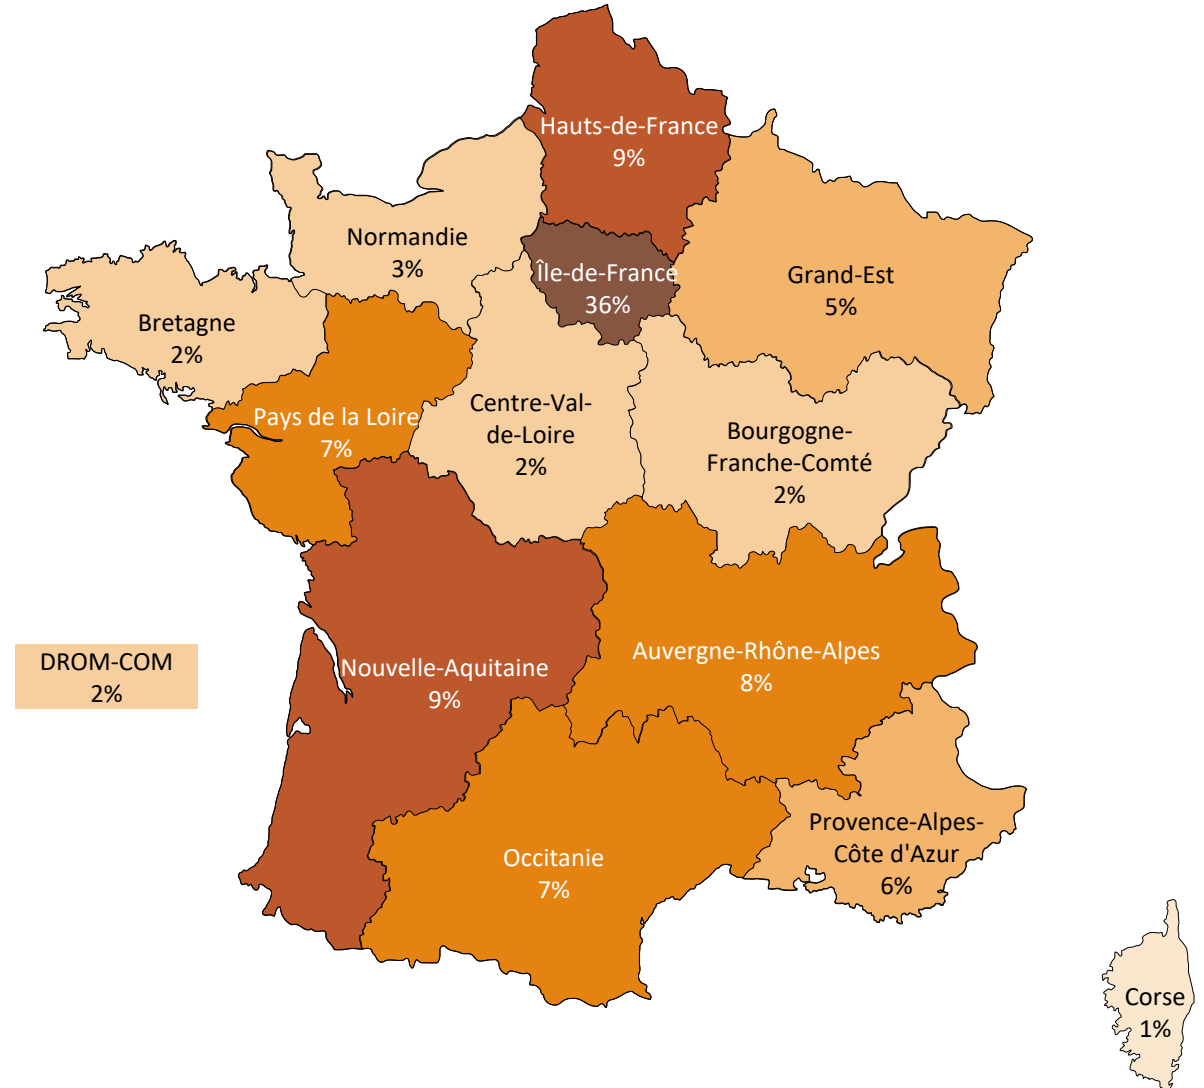 Hauts-de-France
9%
Normandie
3%
Île-de-France
36%
Grand-Est
5%
Bretagne
2%
Pays de la Loire
7%
Centre-Val-
de-Loire
2%
Bourgogne-
Franche-Comté
2%
DROM-COM
2%
Nouvelle-Aquitaine
9%
Auvergne-Rhône-Alpes
8%
Occitanie
7%
Provence-Alpes-
Côte d'Azur
6%
Corse
1%